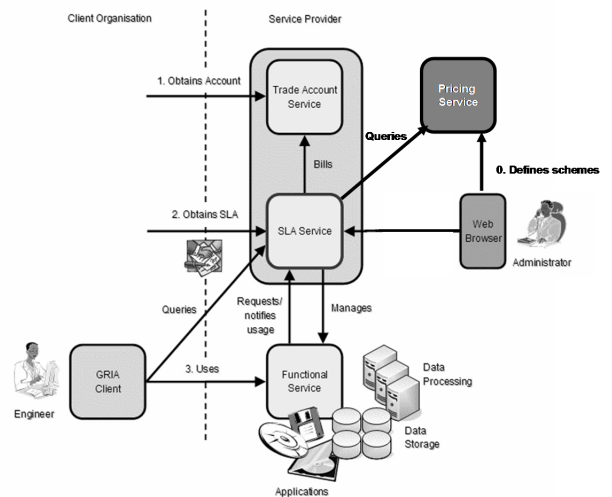 Client Organisation
Service Provider
1. Obtains Account
Trade Account
Service
Pricing
Service
Queries
Bills
0. Defines schemes
2. Obtains SLA
SLA Service
Web
Browser
Administrator
Queries
Requests/
notifies
usage
Manages
GRIA
Client
3. Uses
Functional
Service
Data
Processing
Engineer
Data
Storage
Applications